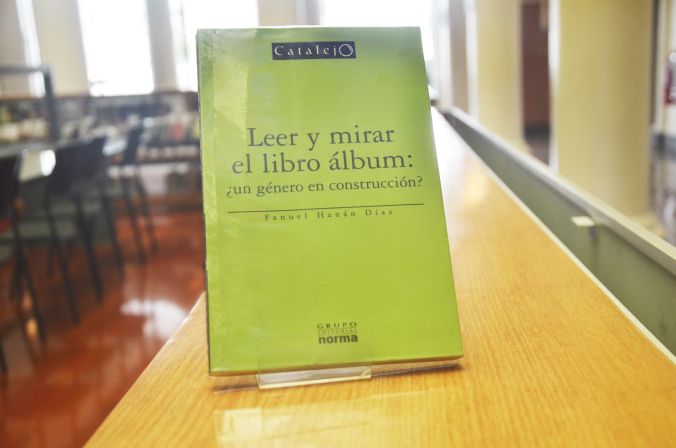 Catalejo
Leer y mirar
el libro álbum:
¿un género en construcción?
Fanuel Hanán Díaz
GRUPO
EDITORIAL
norma